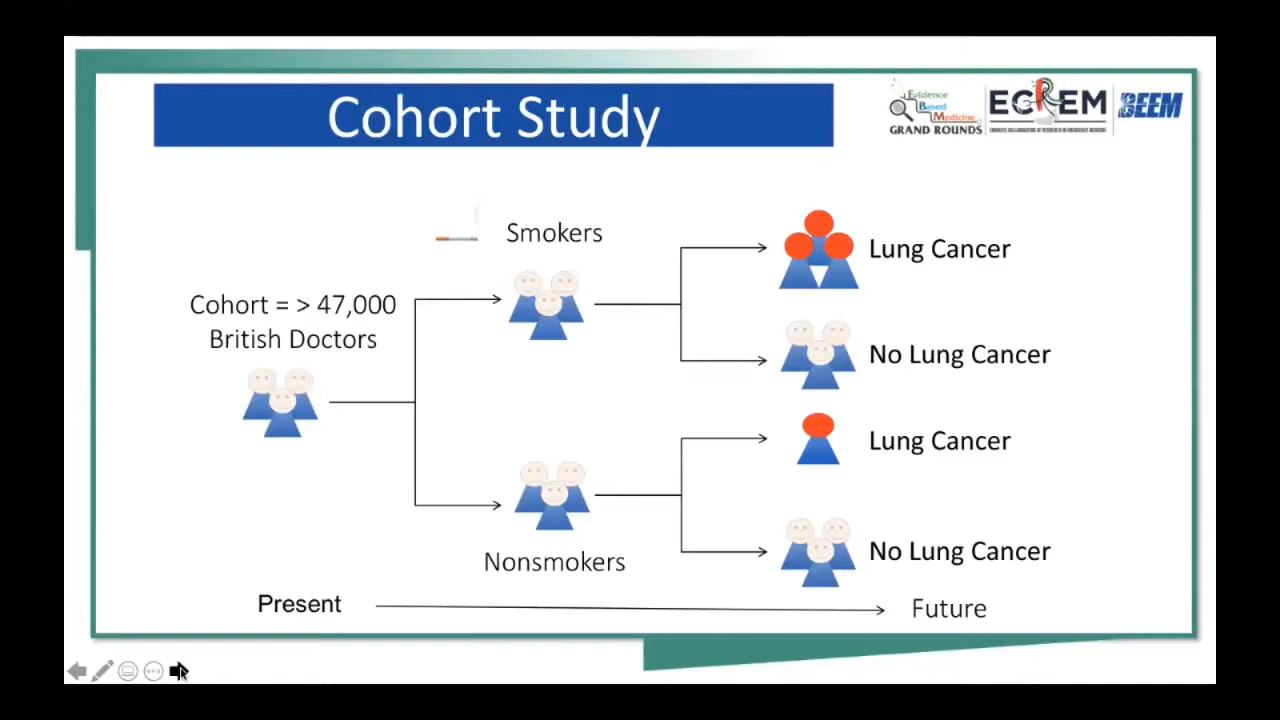 Cohort Study
Evidence
Based
Medicine
GRAND ROUNDS
ECREM
BEEM
Smokers
Lung Cancer
Cohort = > 47,000
British Doctors
No Lung Cancer
Lung Cancer
No Lung Cancer
Nonsmokers
Present
Future